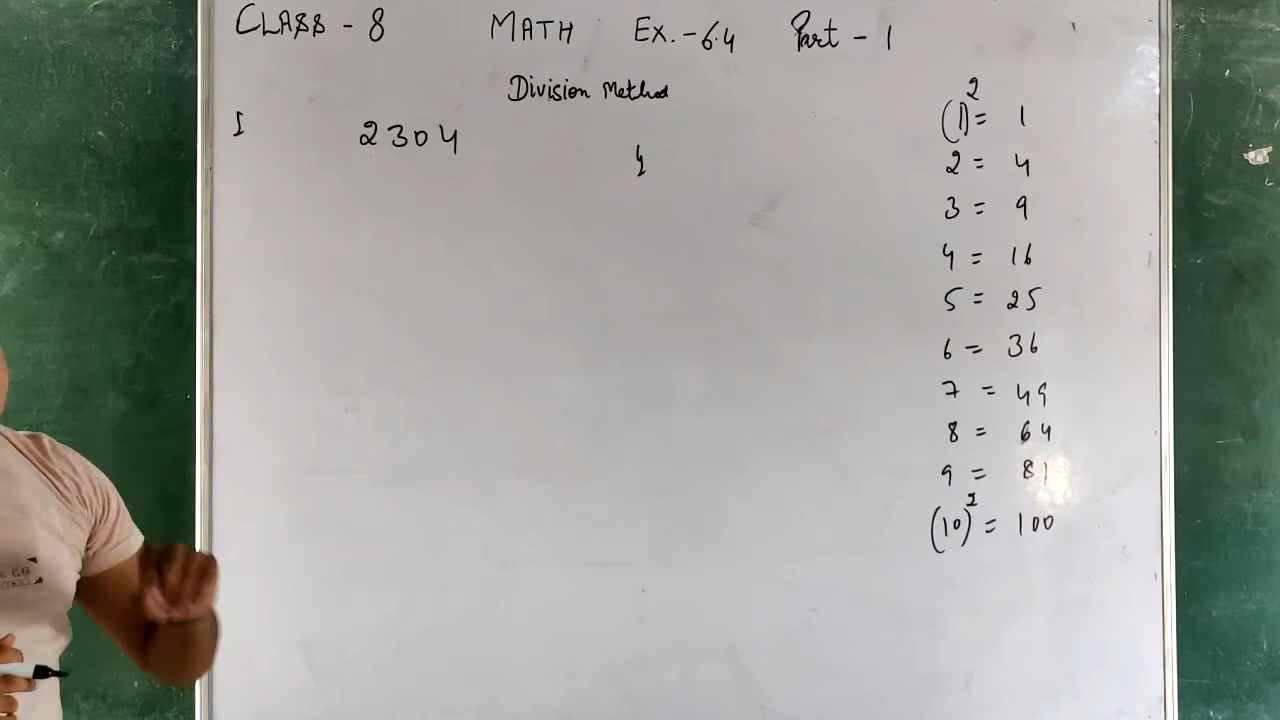 CLASS - 8 MATH Ex. - 6.4 Part - 1
Division Method
I 2304 4
(1)² = 1
2 = 4
3 = 9
4 = 16
5 = 25
6 = 36
7 = 49
8 = 64
9 = 81
(10)² = 100